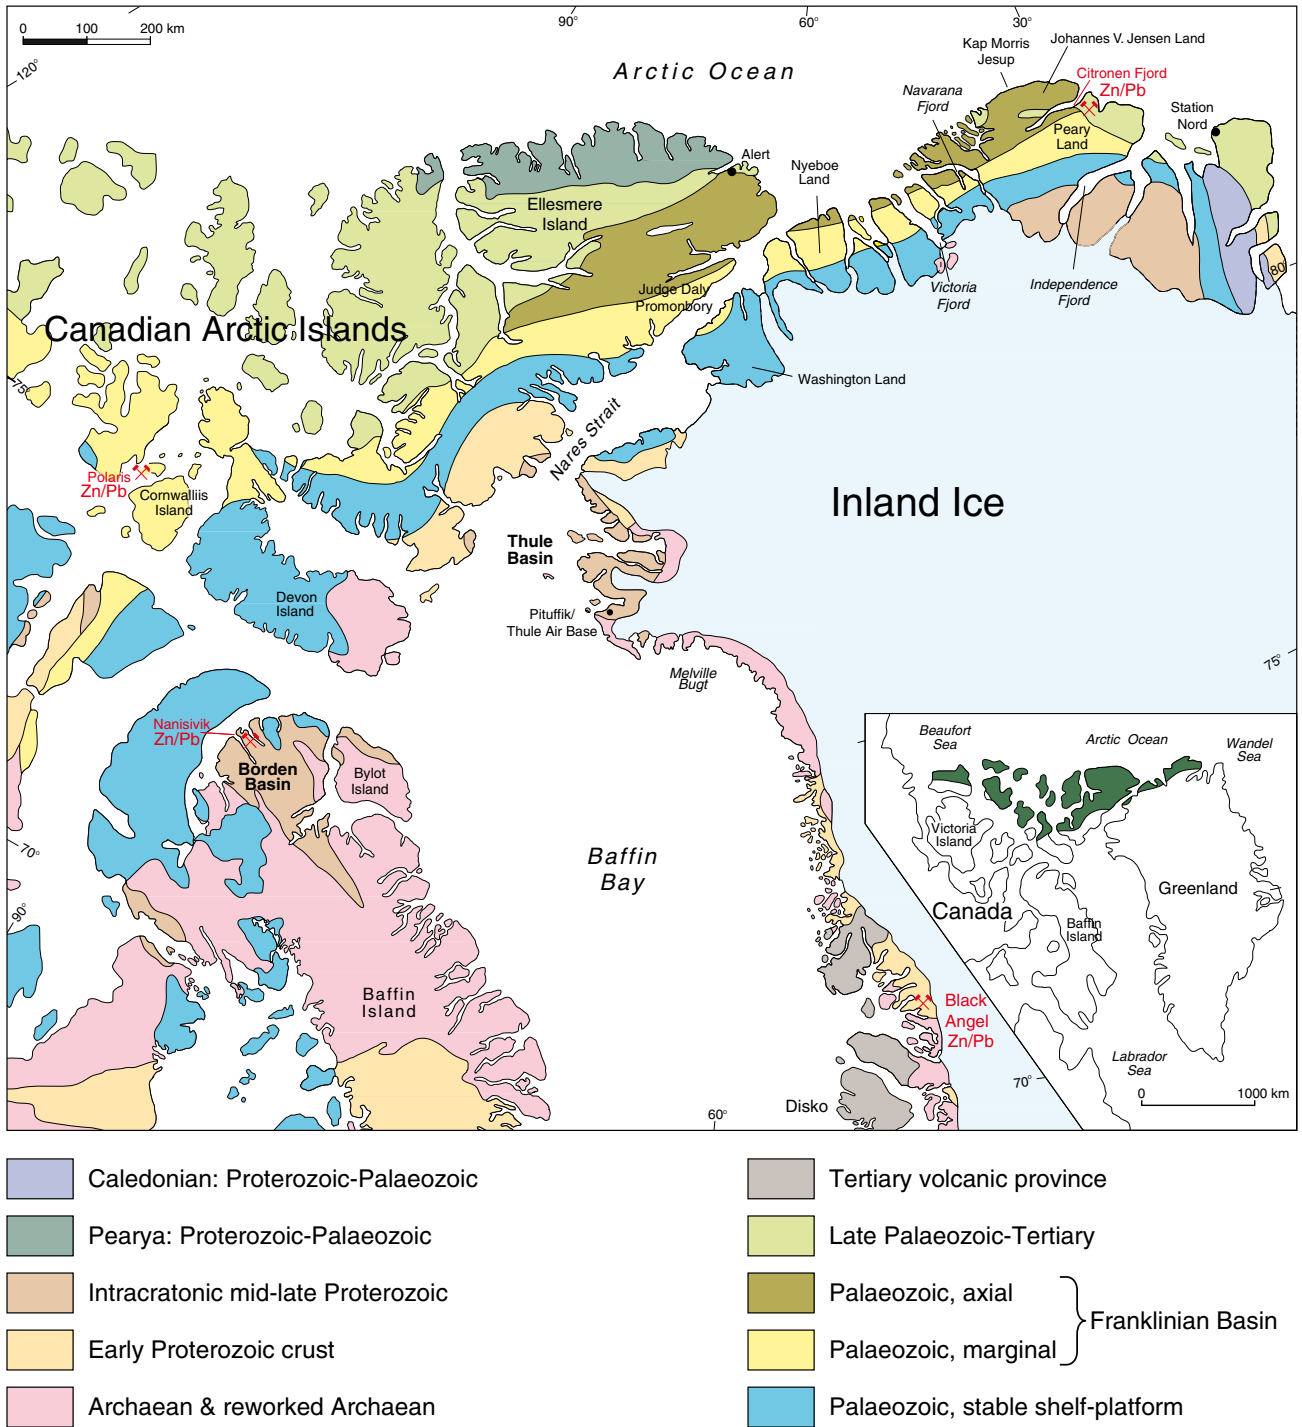 0 100 200 km
90°
60°
30°
120°
Arctic Ocean
Kap Morris
Jesup
Johannes V. Jensen Land
Citronen Fjord
Zn/Pb
Navarana
Fjord
Station
Nord
Peary
Land
Alert
Nyeboe
Land
Ellesmere
Island
80
Judge Daly
Promonbory
Victoria
Fjord
Independence
Fjord
Canadian Arctic Islands
75°
Washington Land
Nares Strait
Polaris
Zn/Pb
Cornwalliis
Island
Inland Ice
Thule
Basin
Devon
Island
Pituffik/
Thule Air Base
75°
Melville
Bugt
Nanisivik
Zn/Pb
Borden
Basin
Bylot
Island
70°
Baffin
Bay
90°
Baffin
Island
Black
Angel
Zn/Pb
Disko
70°
60°
Beaufort
Sea
Arctic Ocean
Wandel
Sea
Victoria
Island
Greenland
Canada
Baffin
Island
Labrador
Sea
0 1000 km
Caledonian: Proterozoic-Palaeozoic
Pearya: Proterozoic-Palaeozoic
Intracratonic mid-late Proterozoic
Early Proterozoic crust
Archaean & reworked Archaean
Tertiary volcanic province
Late Palaeozoic-Tertiary
Palaeozoic, axial
Palaeozoic, marginal
Franklinian Basin
Palaeozoic, stable shelf-platform